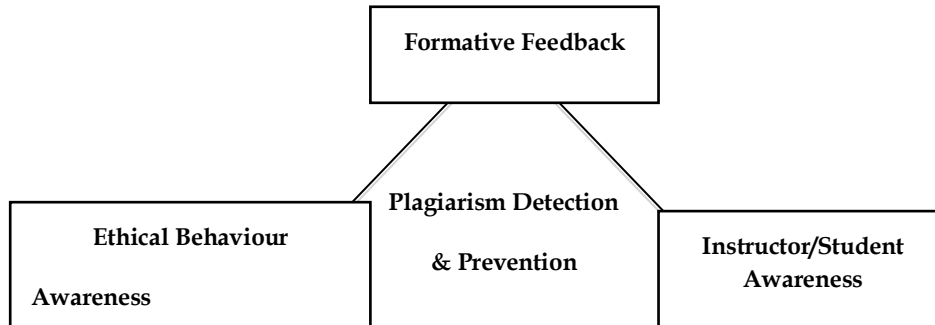 Formative Feedback
Plagiarism Detection
& Prevention
Ethical Behaviour
Awareness
Instructor/Student
Awareness